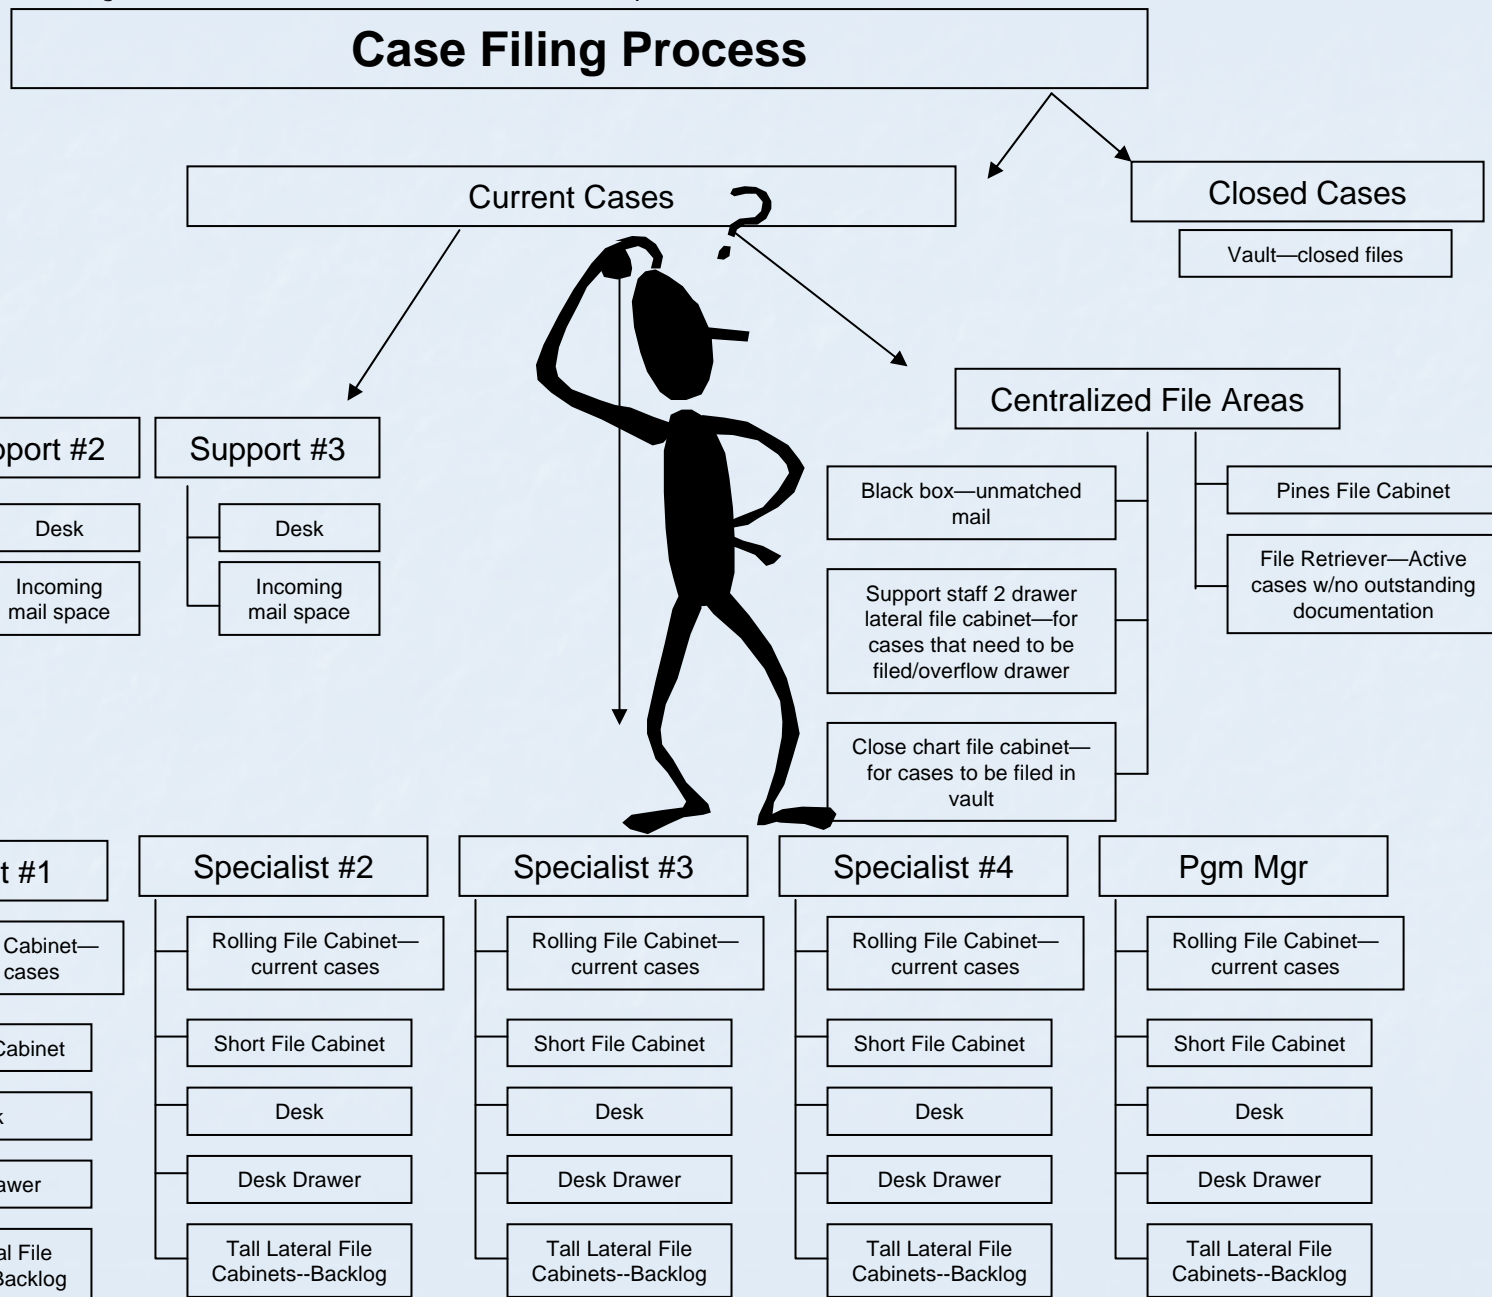 Case Filing Process
Current Cases
?
Closed Cases
Vault—closed files
Centralized File Areas
#2
Support #3
Desk
Incoming
mail space
Desk
Incoming
mail space
Black box—unmatched
mail
Support staff 2 drawer
lateral file cabinet—for
cases that need to be
filed/overflow drawer
Close chart file cabinet—
for cases to be filed in
vault
Pines File Cabinet
File Retriever—Active
cases w/no outstanding
documentation
#1
Cabinet—
cases
Cabinet
File
Backlog
Specialist #2
Rolling File Cabinet—
current cases
Short File Cabinet
Desk
Desk Drawer
Tall Lateral File
Cabinets--Backlog
Specialist #3
Rolling File Cabinet—
current cases
Short File Cabinet
Desk
Desk Drawer
Tall Lateral File
Cabinets--Backlog
Specialist #4
Rolling File Cabinet—
current cases
Short File Cabinet
Desk
Desk Drawer
Tall Lateral File
Cabinets--Backlog
Pgm Mgr
Rolling File Cabinet—
current cases
Short File Cabinet
Desk
Desk Drawer
Tall Lateral File
Cabinets--Backlog